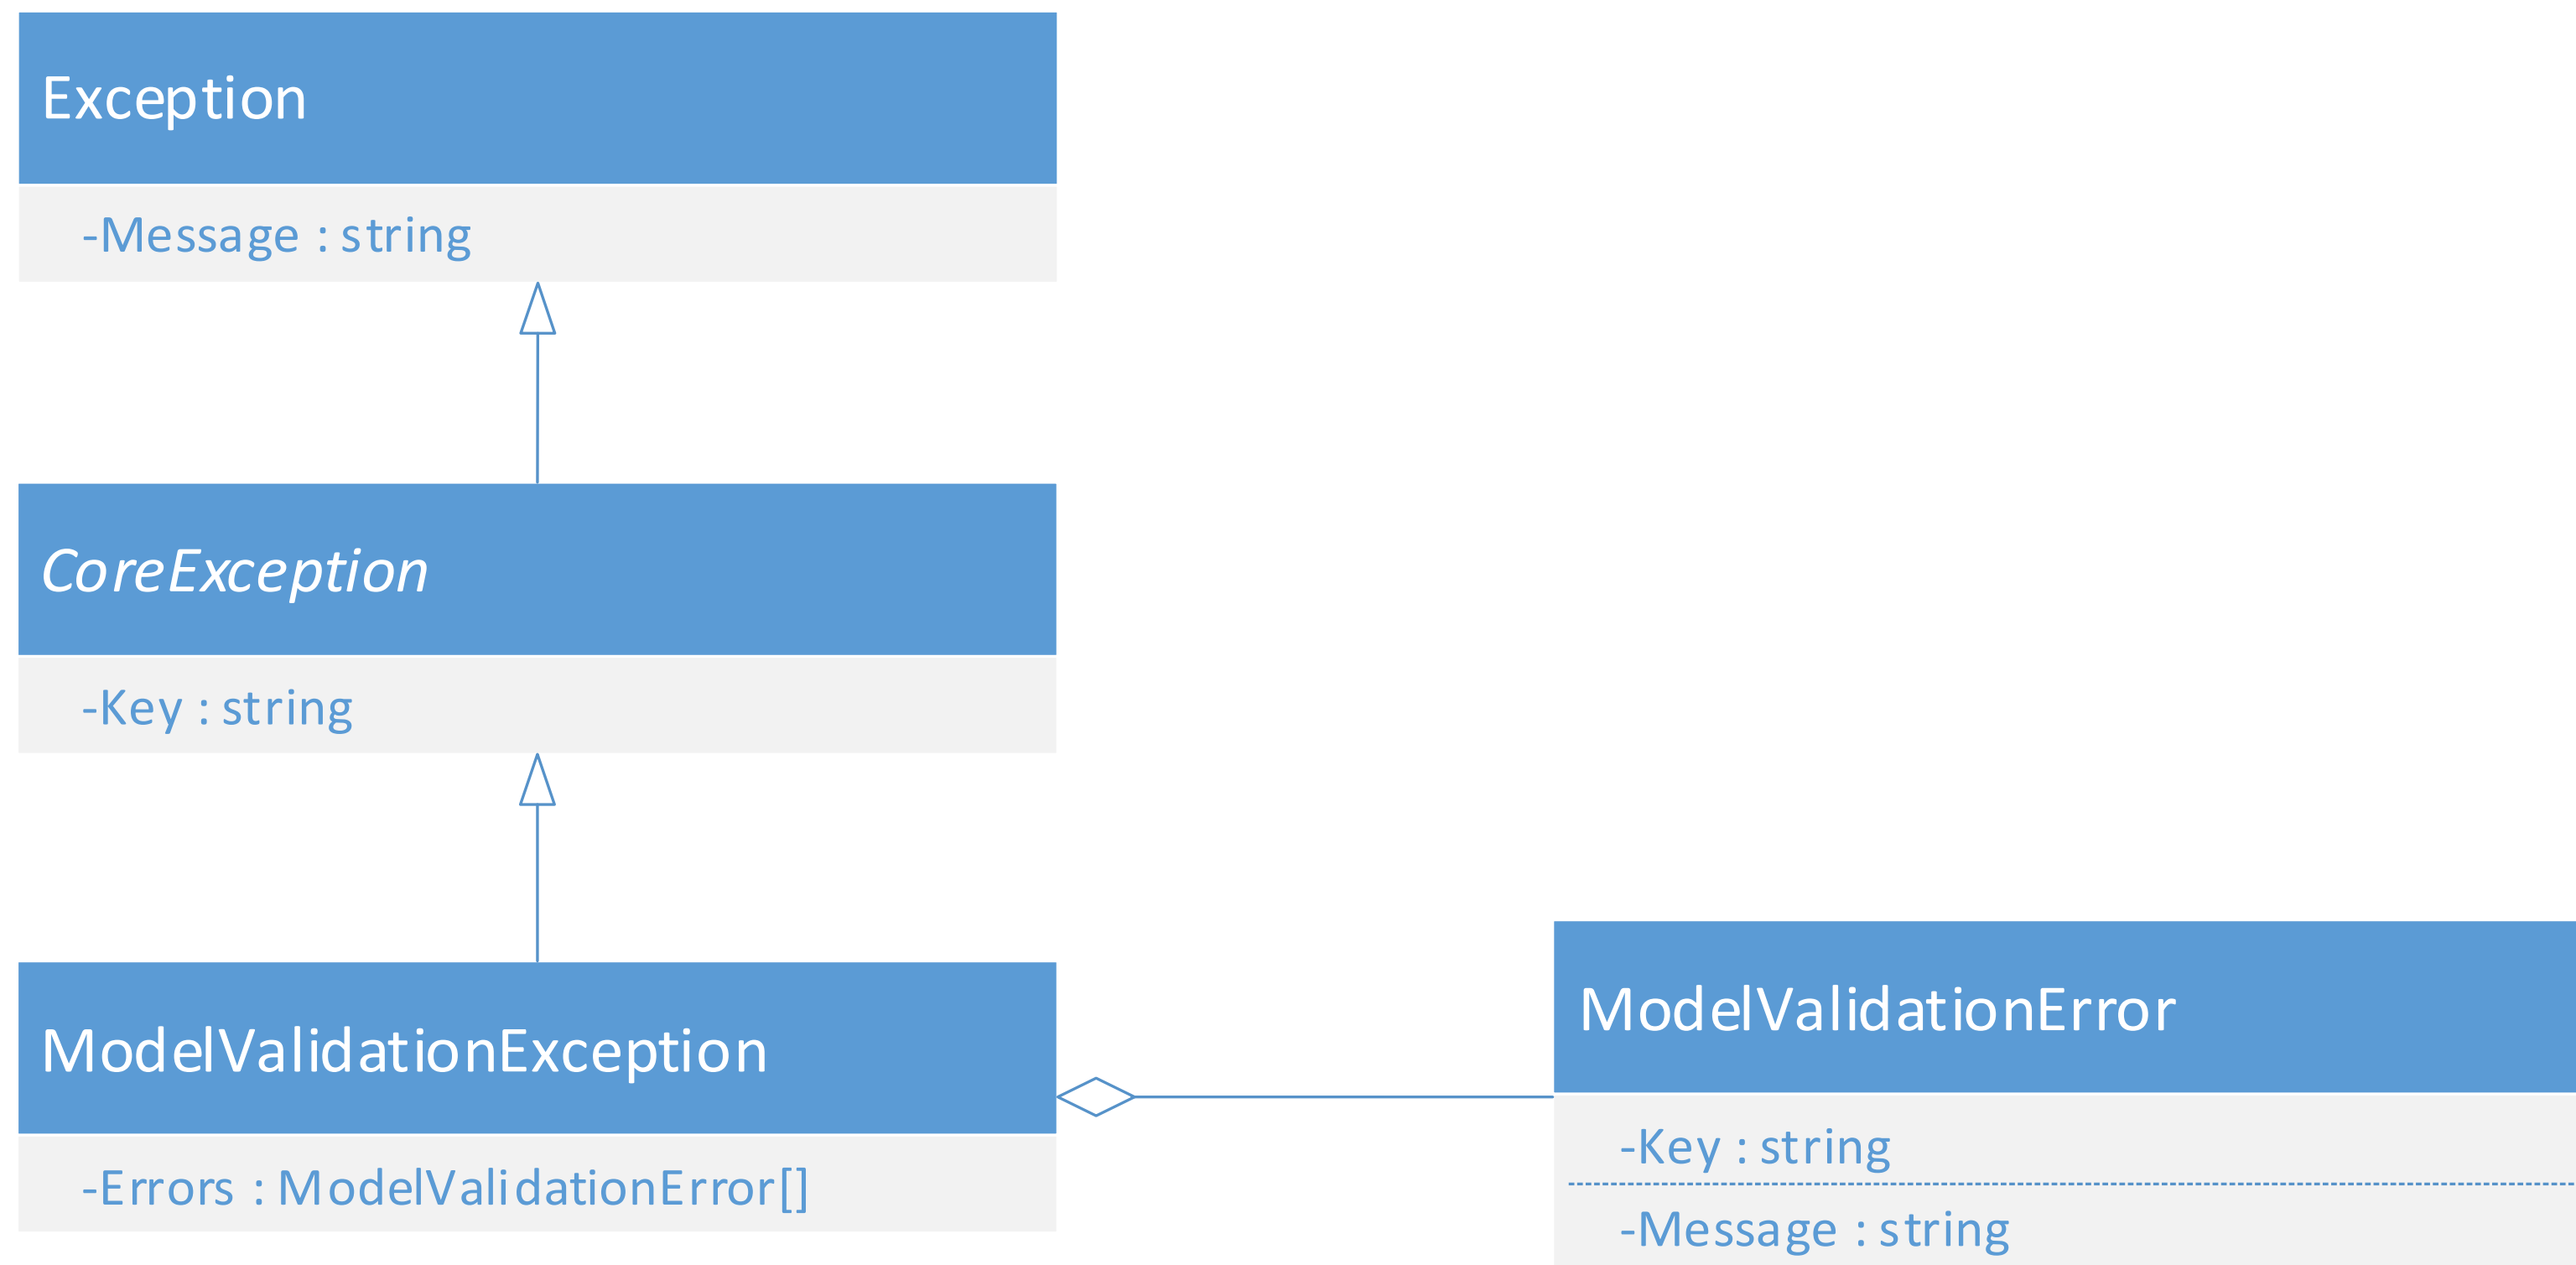 Exception
-Message : string
CoreException
-Key : string
ModelValidationException
-Errors : ModelValidationError[]
ModelValidationError
-Key : string
-Message : string